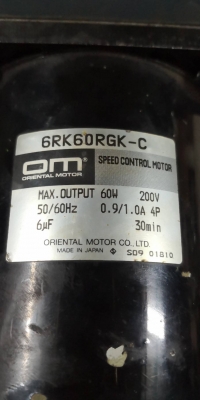 6RK60RGK-C
om
ORIENTAL MOTOR
SPEED CONTROL MOTOR
MAX.OUTPUT 60W 200V
50/60Hz 0.9/1.0A 4P
6μF 30min
ORIENTAL MOTOR CO.,LTD.
MADE IN JAPAN S09 01810